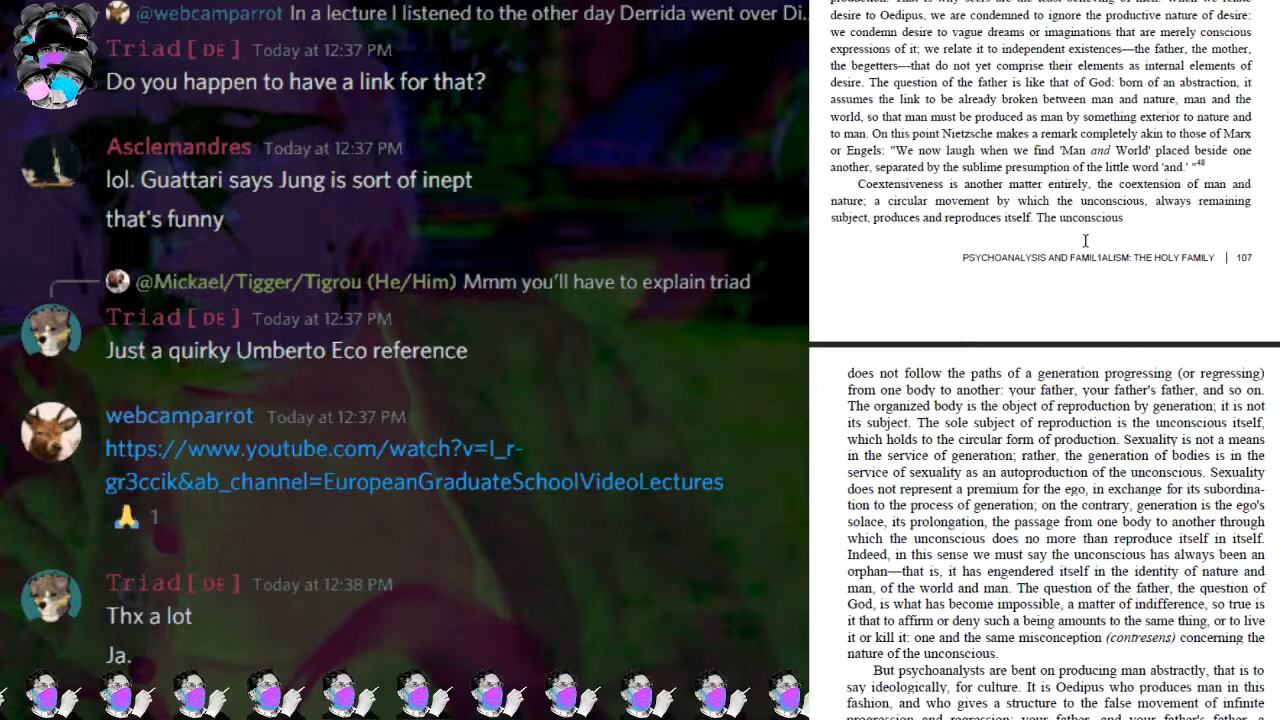 @webcamparrot In a lecture I listened to the other day Derrida went over Di...
Triad[DE] Today at 12:37 PM
Do you happen to have a link for that?
Asclemandres Today at 12:37 PM
lol. Guattari says Jung is sort of inept
that's funny
@Mickael/Tigger/Tigrou (He/Him) Mmm you'll have to explain triad
Triad[DE] Today at 12:37 PM
Just a quirky Umberto Eco reference
webcamparrot Today at 12:37 PM
https://www.youtube.com/watch?v=I_r-
gr3ccik&ab_channel=EuropeanGraduateSchoolVideoLectures
🙏 1
Triad[DE] Today at 12:38 PM
Thx a lot
Ja.
desire to Oedipus, we are condemned to ignore the productive nature of desire:
we condemn desire to vague dreams or imaginations that are merely conscious
expressions of it; we relate it to independent existences—the father, the mother,
the begetters—that do not yet comprise their elements as internal elements of
desire. The question of the father is like that of God: born of an abstraction, it
assumes the link to be already broken between man and nature, man and the
world, so that man must be produced as man by something exterior to nature and
to man. On this point Nietzsche makes a remark completely akin to those of Marx
or Engels: "We now laugh when we find 'Man and World' placed beside one
another, separated by the sublime presumption of the little word 'and.' "48
Coextensiveness is another matter entirely, the coextension of man and
nature; a circular movement by which the unconscious, always remaining
subject, produces and reproduces itself. The unconscious
PSYCHOANALYSIS AND FAMIL1ALISM: THE HOLY FAMILY | 107
does not follow the paths of a generation progressing (or regressing)
from one body to another: your father, your father's father, and so on.
The organized body is the object of reproduction by generation; it is not
its subject. The sole subject of reproduction is the unconscious itself,
which holds to the circular form of production. Sexuality is not a means
in the service of generation; rather, the generation of bodies is in the
service of sexuality as an autoproduction of the unconscious. Sexuality
does not represent a premium for the ego, in exchange for its subordina-
tion to the process of generation; on the contrary, generation is the ego's
solace, its prolongation, the passage from one body to another through
which the unconscious does no more than reproduce itself in itself.
Indeed, in this sense we must say the unconscious has always been an
orphan—that is, it has engendered itself in the identity of nature and
man, of the world and man. The question of the father, the question of
God, is what has become impossible, a matter of indifference, so true is
it that to affirm or deny such a being amounts to the same thing, or to live
it or kill it: one and the same misconception (contresens) concerning the
nature of the unconscious.
But psychoanalysts are bent on producing man abstractly, that is to
say ideologically, for culture. It is Oedipus who produces man in this
fashion, and who gives a structure to the false movement of infinite